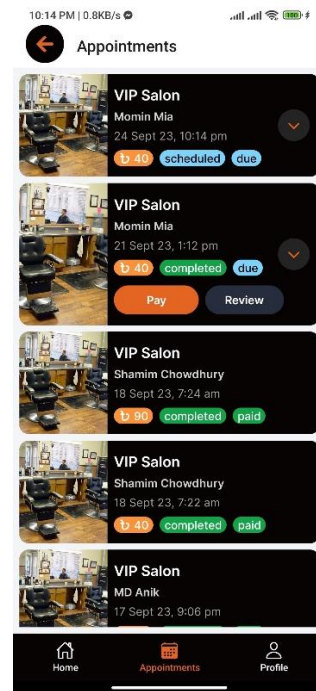 10:14 PM | 0.8KB/s
180
Appointments
VIP Salon
Momin Mia
24 Sept 23, 10:14 pm
৳ 40 scheduled due
VIP Salon
Momin Mia
21 Sept 23, 1:12 pm
৳ 40 completed due
Pay Review
VIP Salon
Shamim Chowdhury
18 Sept 23, 7:24 am
৳ 90 completed paid
VIP Salon
Shamim Chowdhury
18 Sept 23, 7:22 am
৳ 40 completed paid
VIP Salon
MD Anik
17 Sept 23, 9:06 pm
Home Appointments Profile